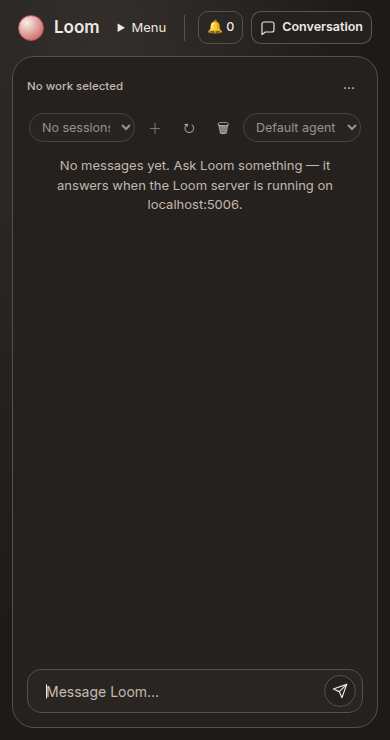 Loom
Menu
0
Conversation
No work selected
...
No sessions
Default agent
No messages yet. Ask Loom something — it
answers when the Loom server is running on
localhost:5006.
Message Loom...